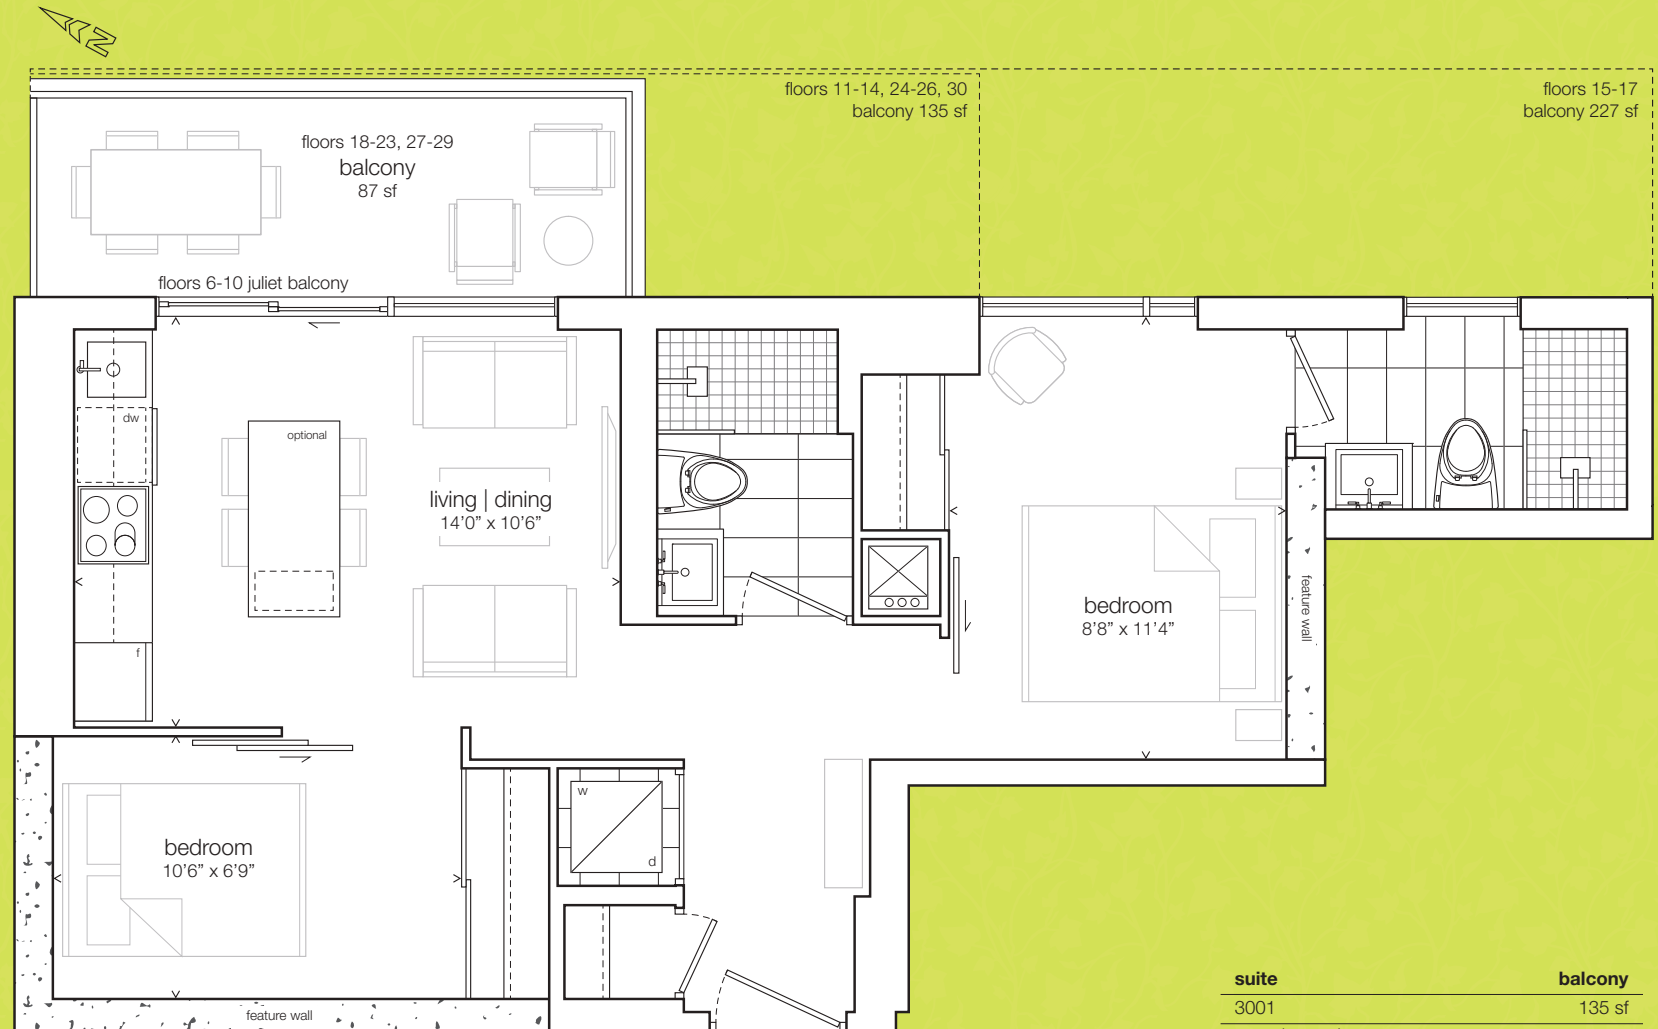 N
floors 11-14, 24-26, 30
balcony 135 sf
floors 15-17
balcony 227 sf
floors 18-23, 27-29
balcony
87 sf
floors 6-10 juliet balcony
dw
optional
living | dining
14’0” x 10’6”
f
bedroom
8’8” x 11’4”
feature wall
w
d
bedroom
10’6” x 6’9”
feature wall
suite balcony
3001 135 sf